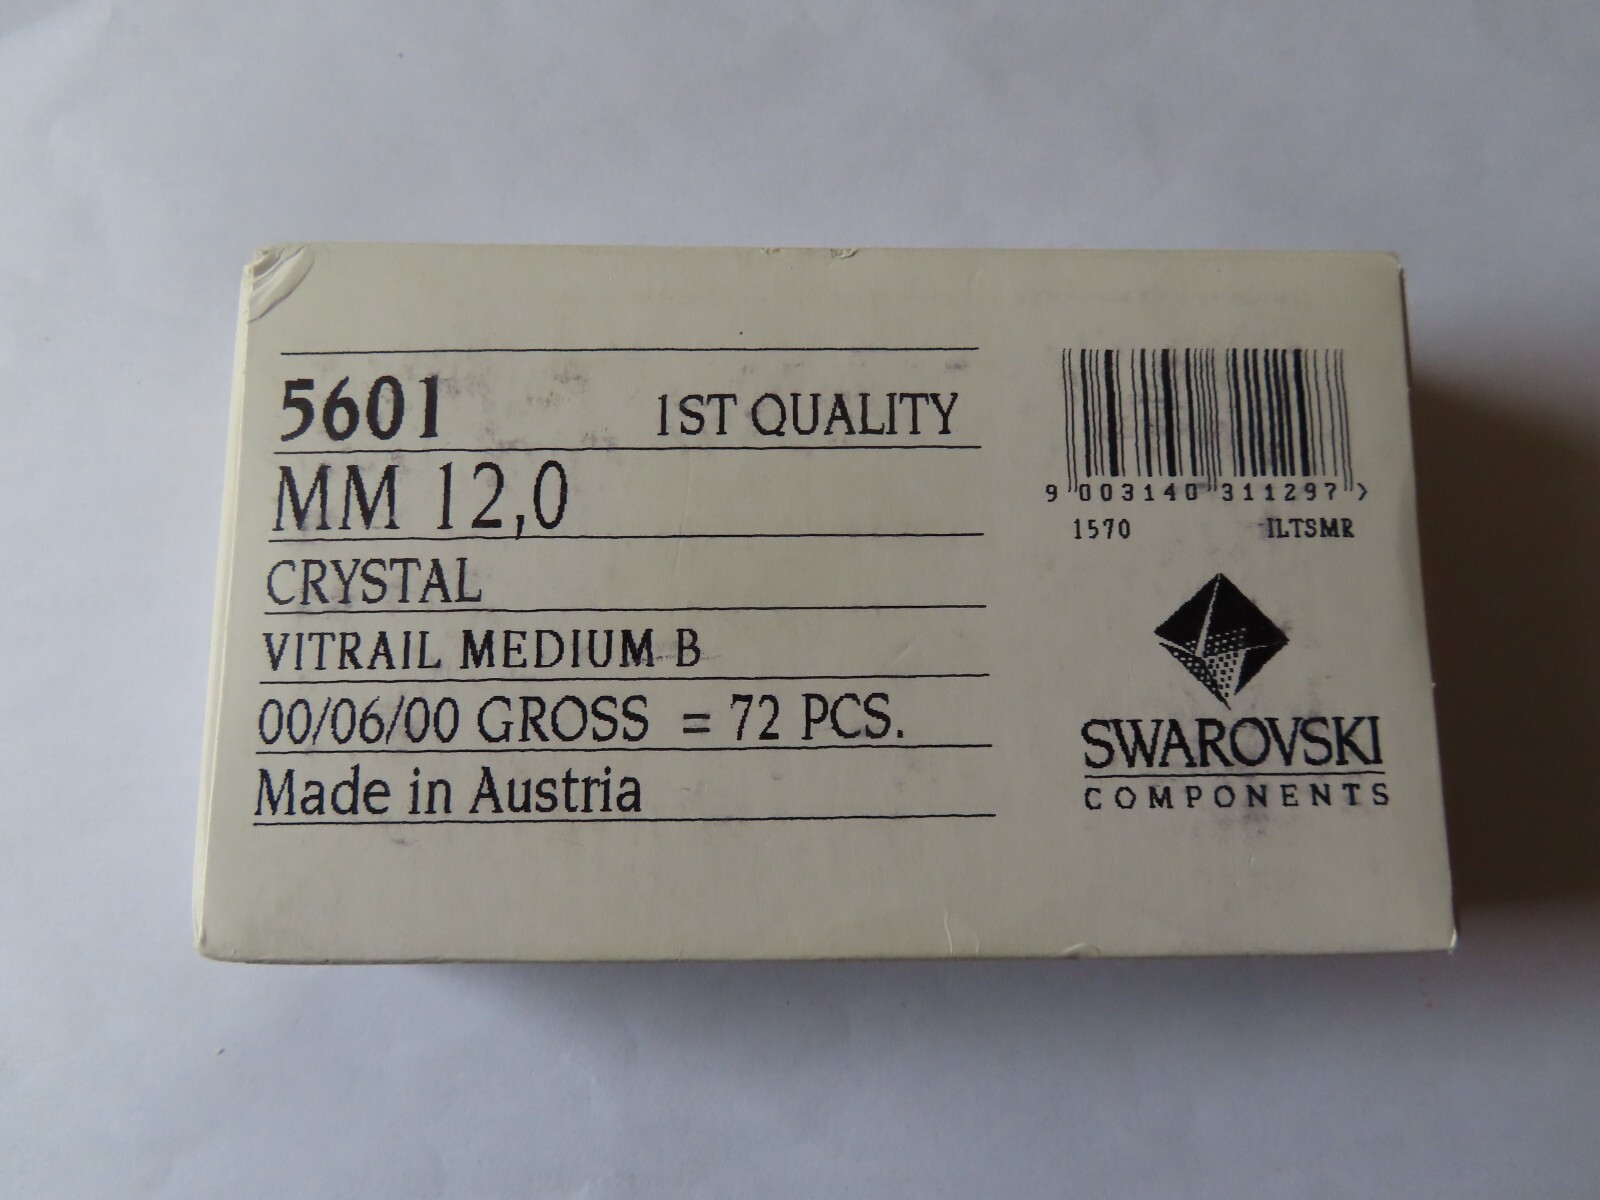 5601 1ST QUALITY
MM 12,0
CRYSTAL
VITRAIL MEDIUM B
00/06/00 GROSS = 72 PCS.
Made in Austria
9 003140 311297 >
1570 ILTSMR
SWAROVSKI
COMPONENTS